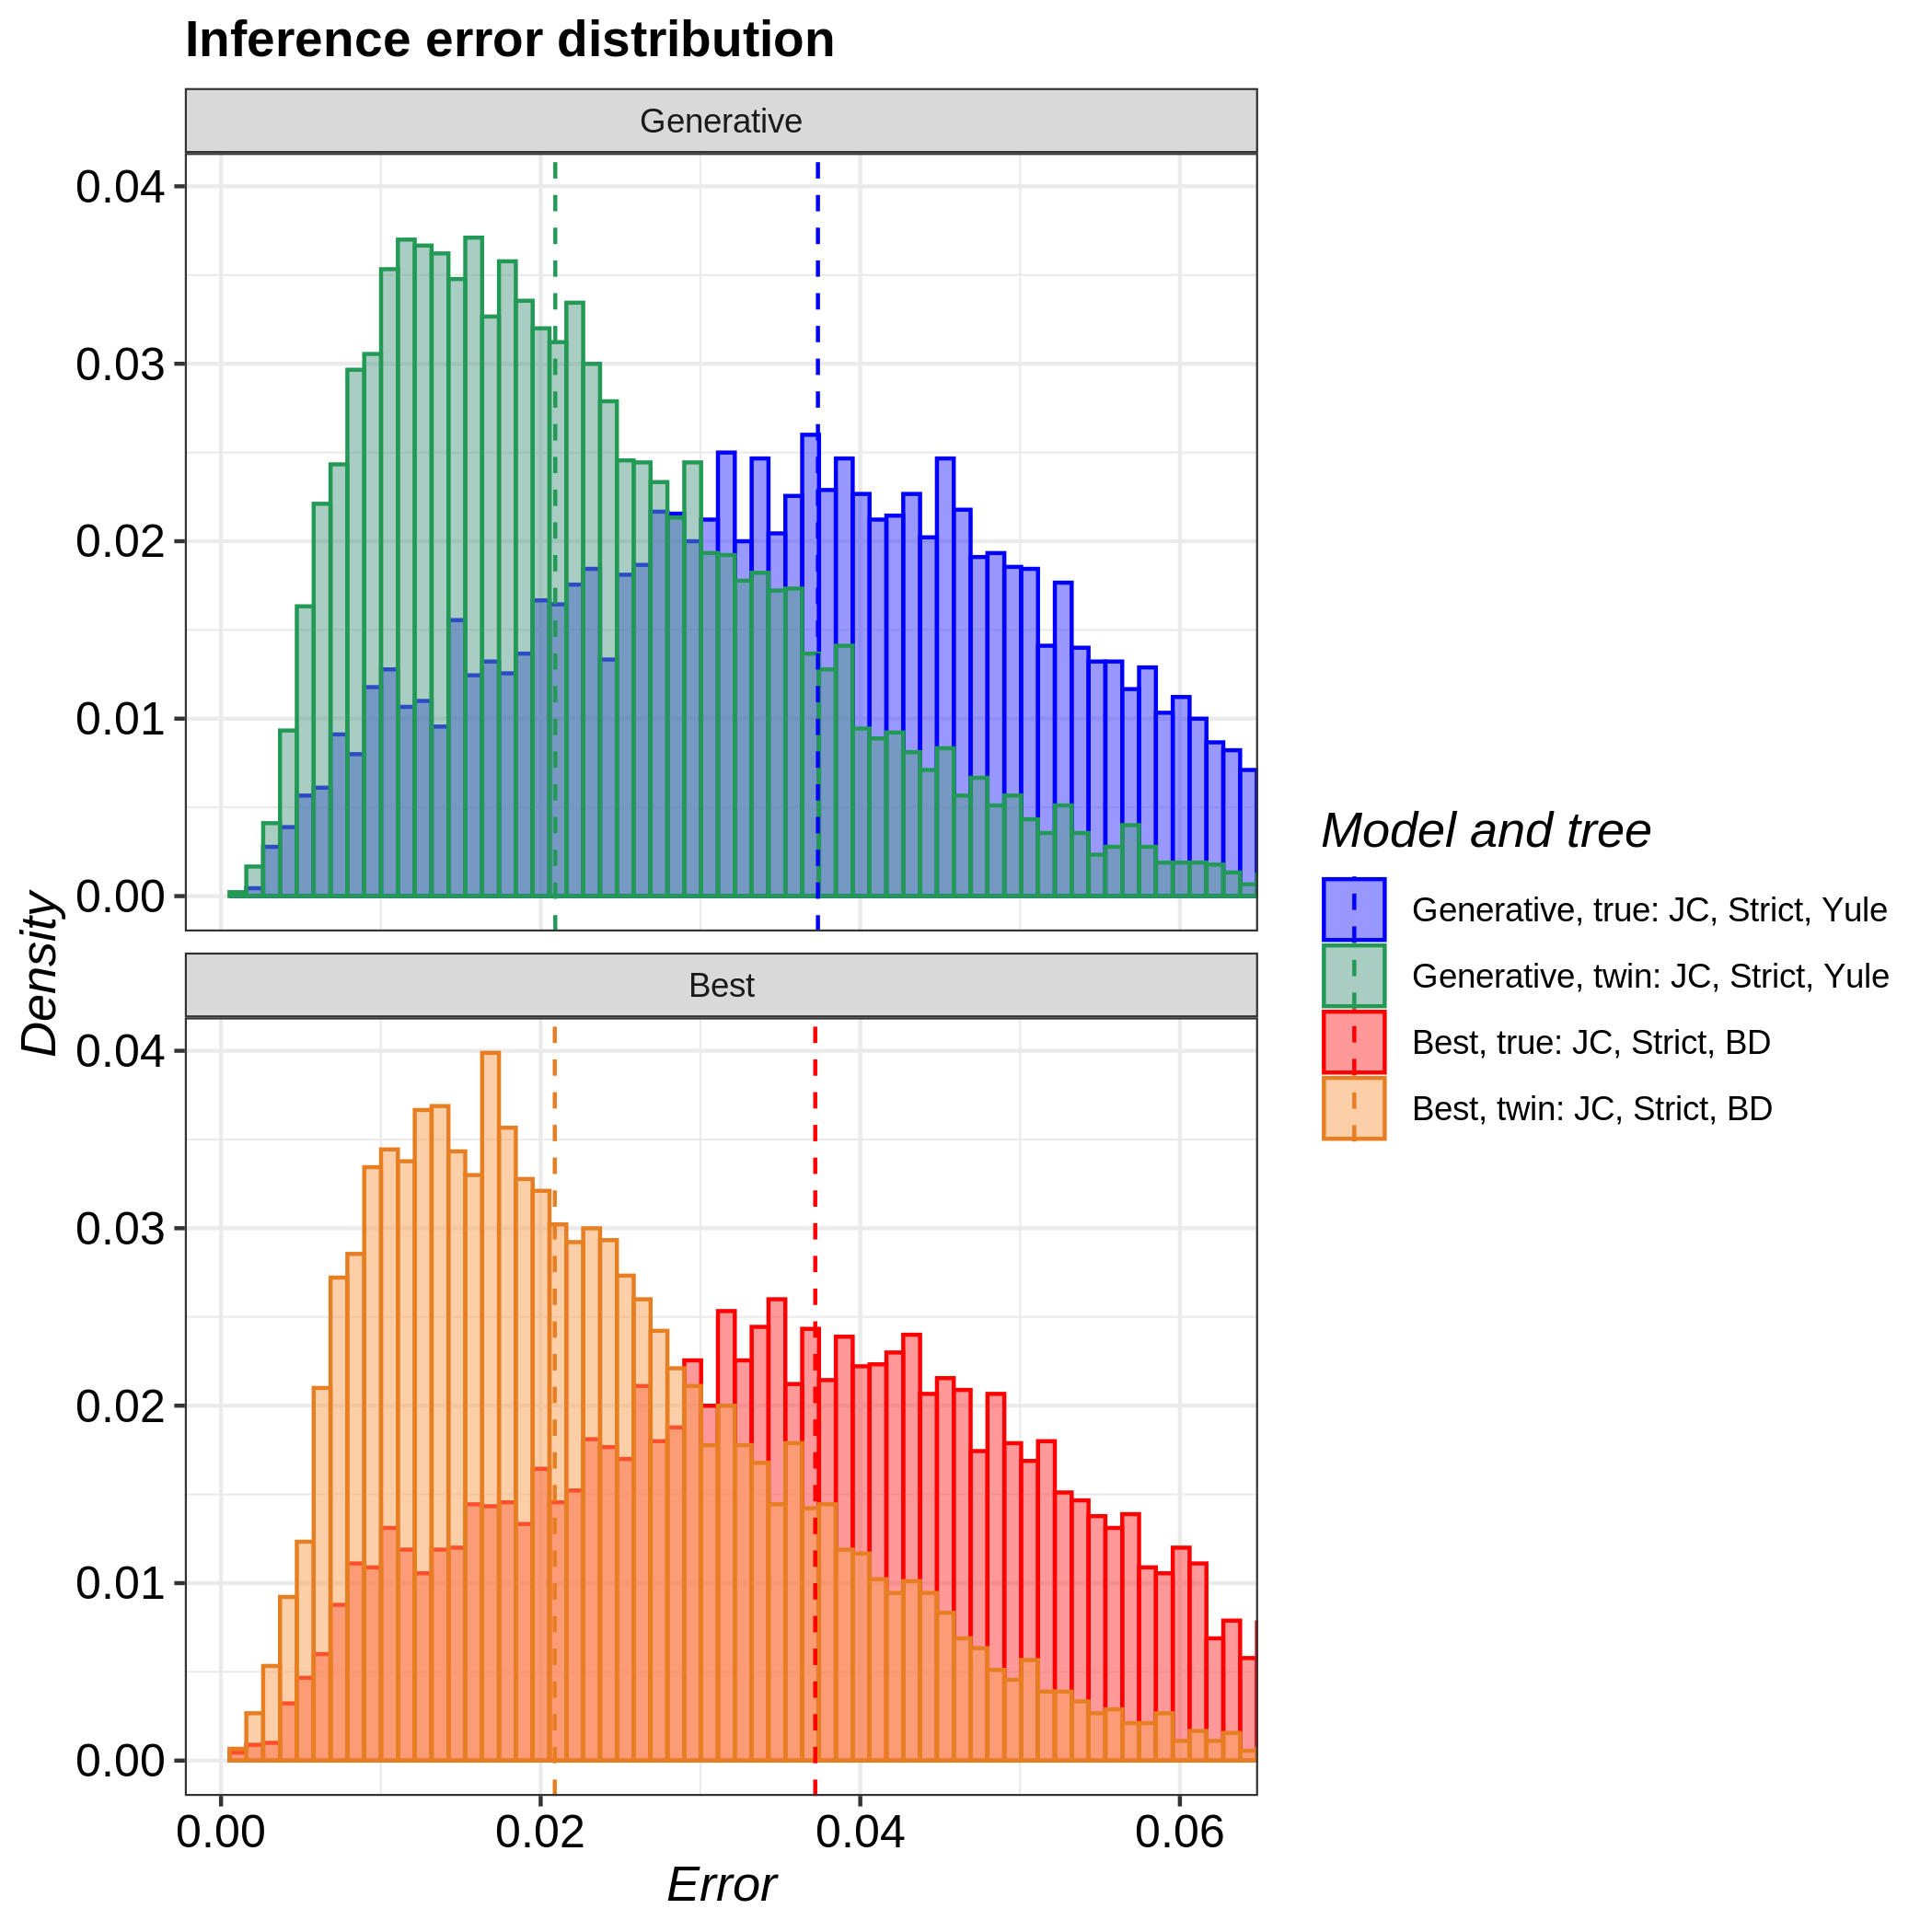 Inference error distribution
Generative
0.04
0.03
0.02
0.01
0.00
Best
0.04
0.03
0.02
0.01
0.00
0.00 0.02 0.04 0.06
Error
Density
Model and tree
Generative, true: JC, Strict, Yule
Generative, twin: JC, Strict, Yule
Best, true: JC, Strict, BD
Best, twin: JC, Strict, BD